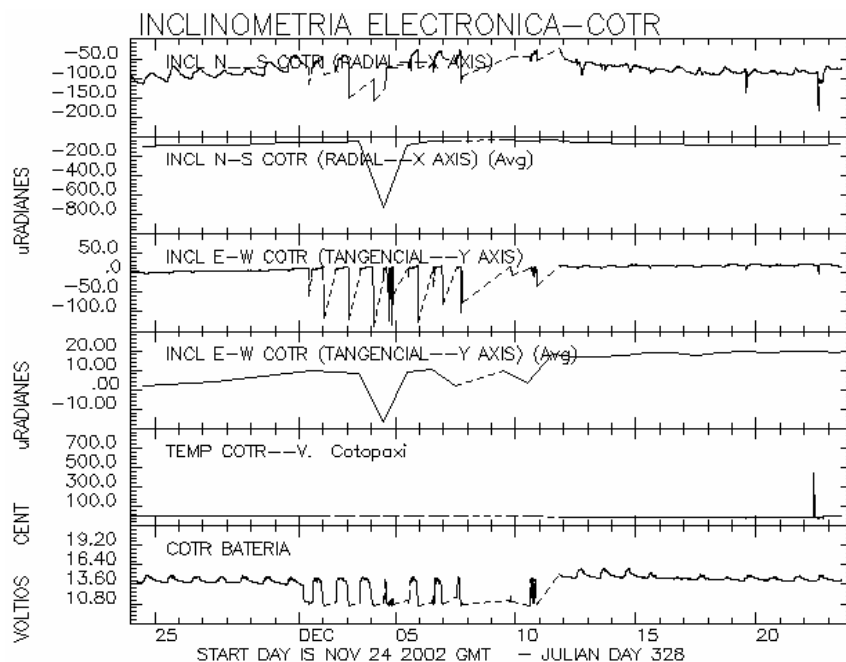 INCLINOMETRIA ELECTRONICA-COTR
-50.0
-100.0
-150.0
-200.0
INCL N--S COTR (RADIAL--X AXIS)
-200.0
-400.0
-600.0
-800.0
INCL N-S COTR (RADIAL--X AXIS) (Avg)
uRADIANES
50.0
.0
-50.0
-100.0
INCL E-W COTR (TANGENCIAL--Y AXIS)
20.00
10.00
.00
-10.00
INCL E-W COTR (TANGENCIAL--Y AXIS) (Avg)
uRADIANES
700.0
500.0
300.0
100.0
TEMP COTR--V. Cotopaxi
CENT
19.20
16.40
13.60
10.80
COTR BATERIA
VOLTIOS
25 DEC 05 10 15 20
START DAY IS NOV 24 2002 GMT - JULIAN DAY 328